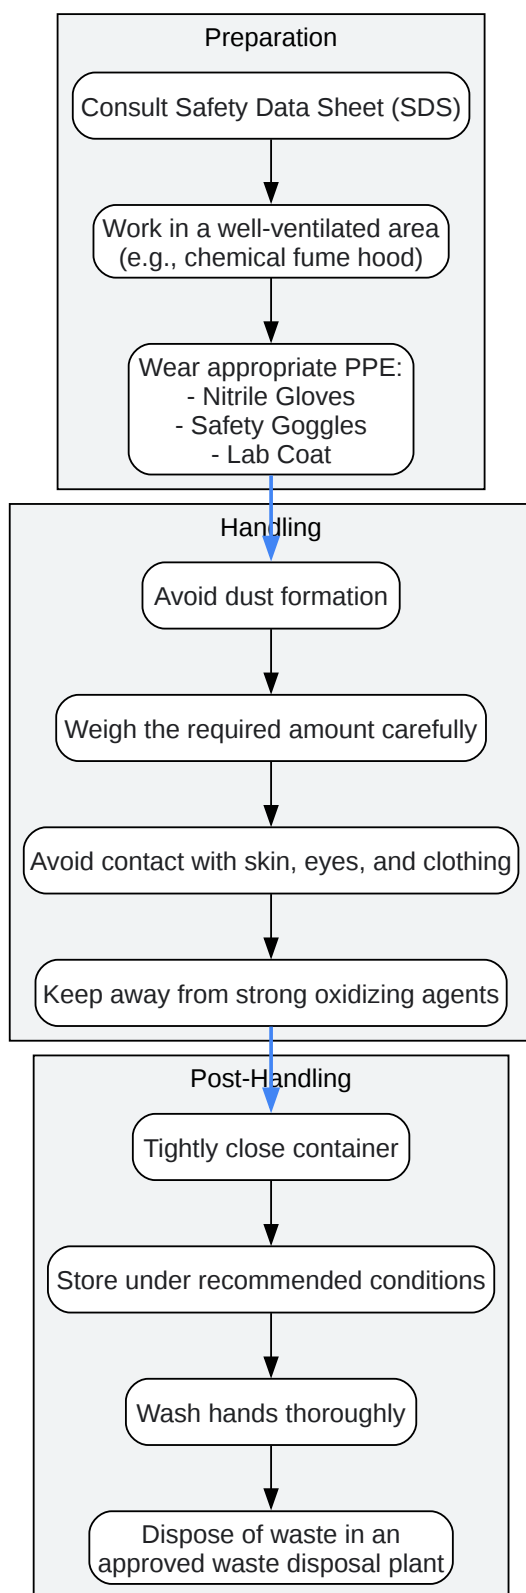 Preparation
Consult Safety Data Sheet (SDS)
Work in a well-ventilated area
(e.g., chemical fume hood)
Wear appropriate PPE:
- Nitrile Gloves
- Safety Goggles
- Lab Coat
Handling
Avoid dust formation
Weigh the required amount carefully
Avoid contact with skin, eyes, and clothing
Keep away from strong oxidizing agents
Post-Handling
Tightly close container
Store under recommended conditions
Wash hands thoroughly
Dispose of waste in an
approved waste disposal plant